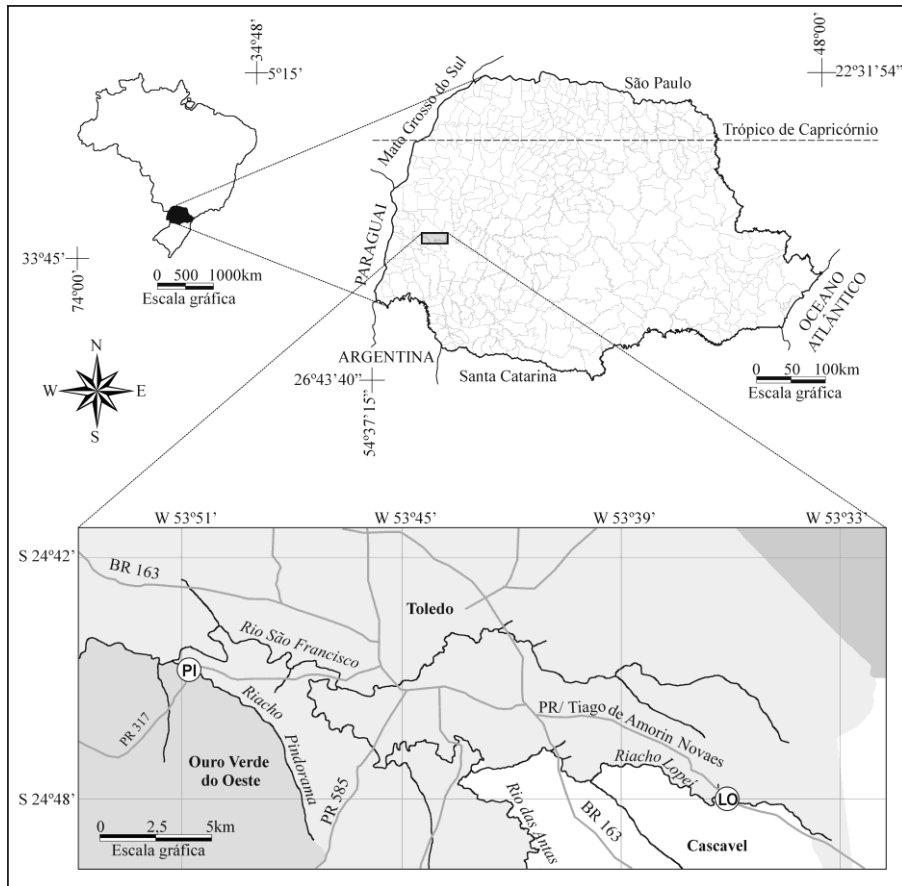 34º48'
5º15'
48º00'
22º31'54"
Mato Grosso do Sul
São Paulo
Trópico de Capricórnio
PARAGUAI
33º45'
74º00'
0 500 1000km
Escala gráfica
OCEANO
ATLÂNTICO
N
W E
S
ARGENTINA
26º43'40"
54º37'15"
Santa Catarina
0 50 100km
Escala gráfica
W 53º51' W 53º45' W 53º39' W 53º33'
S 24º42'
BR 163
Toledo
Rio São Francisco
PI
Riacho
Pindorama
PR 317
PR/ Tiago de Amorin Novaes
Ouro Verde
do Oeste
PR 585
Riacho Lopei
LO
S 24º48'
Rio das Antas
BR 163
Cascavel
0 2,5 5km
Escala gráfica